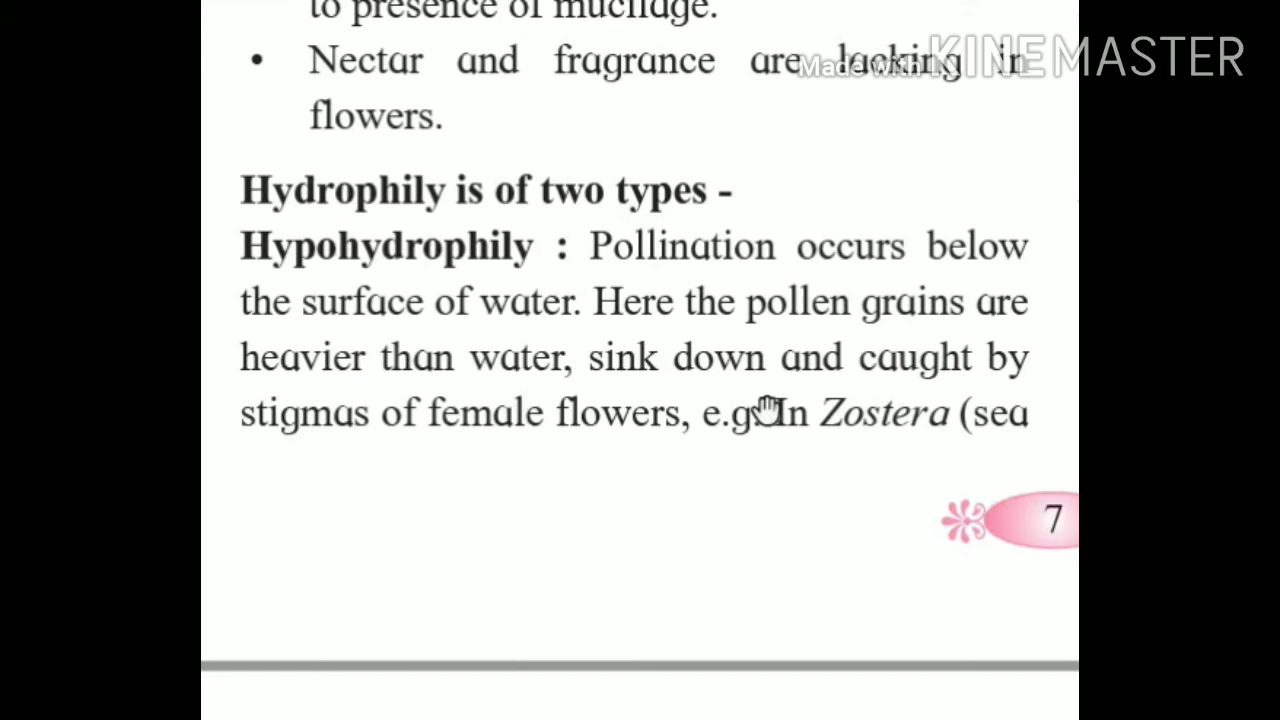 to presence of mucilage.
• Nectar and fragrance are lacking in
flowers.
Made with KINEMASTER
Hydrophily is of two types -
Hypohydrophily : Pollination occurs below
the surface of water. Here the pollen grains are
heavier than water, sink down and caught by
stigmas of female flowers, e.g. In Zostera (sea
7